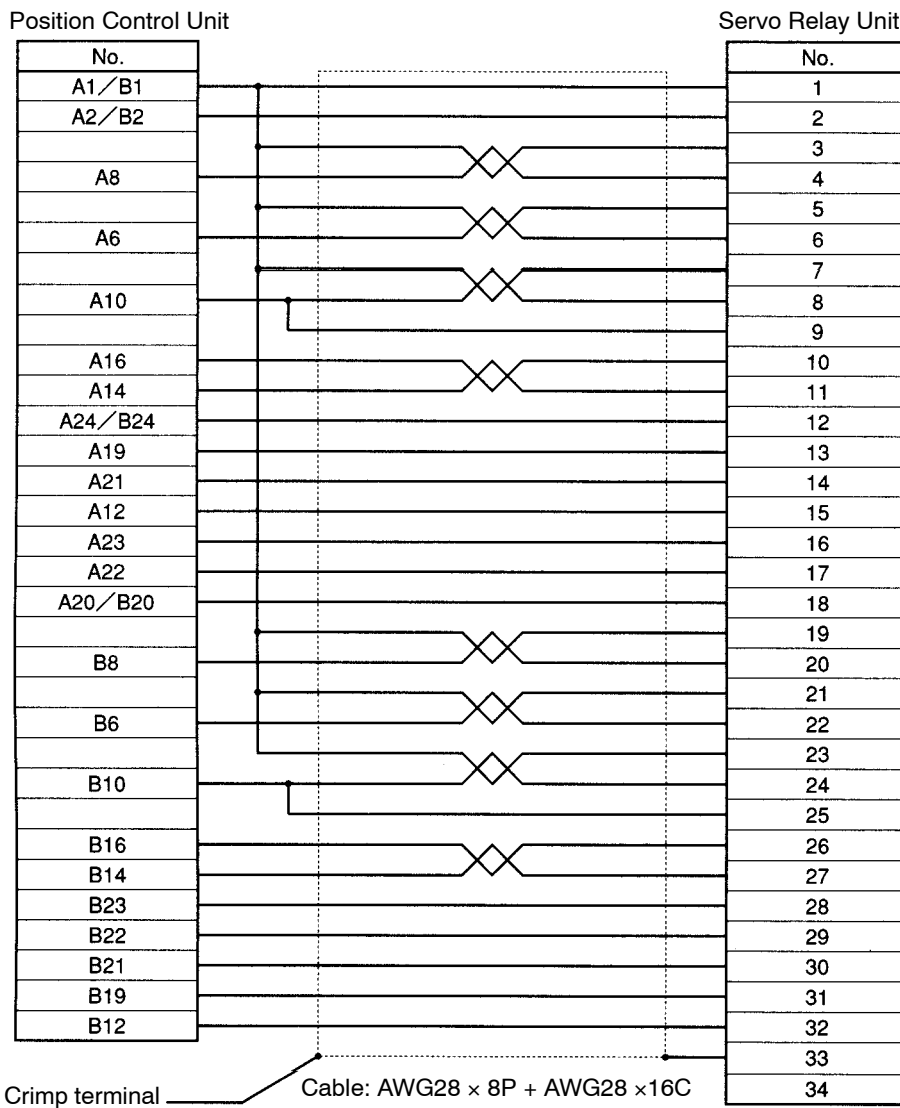 Position Control Unit Servo Relay Unit
No. No.
A1／B1 1
A2／B2 2
3
A8 4
5
A6 6
7
A10 8
9
A16 10
A14 11
A24／B24 12
A19 13
A21 14
A12 15
A23 16
A22 17
A20／B20 18
19
B8 20
21
B6 22
23
B10 24
25
B16 26
B14 27
B23 28
B22 29
B21 30
B19 31
B12 32
33
Crimp terminal Cable: AWG28 × 8P + AWG28 ×16C 34